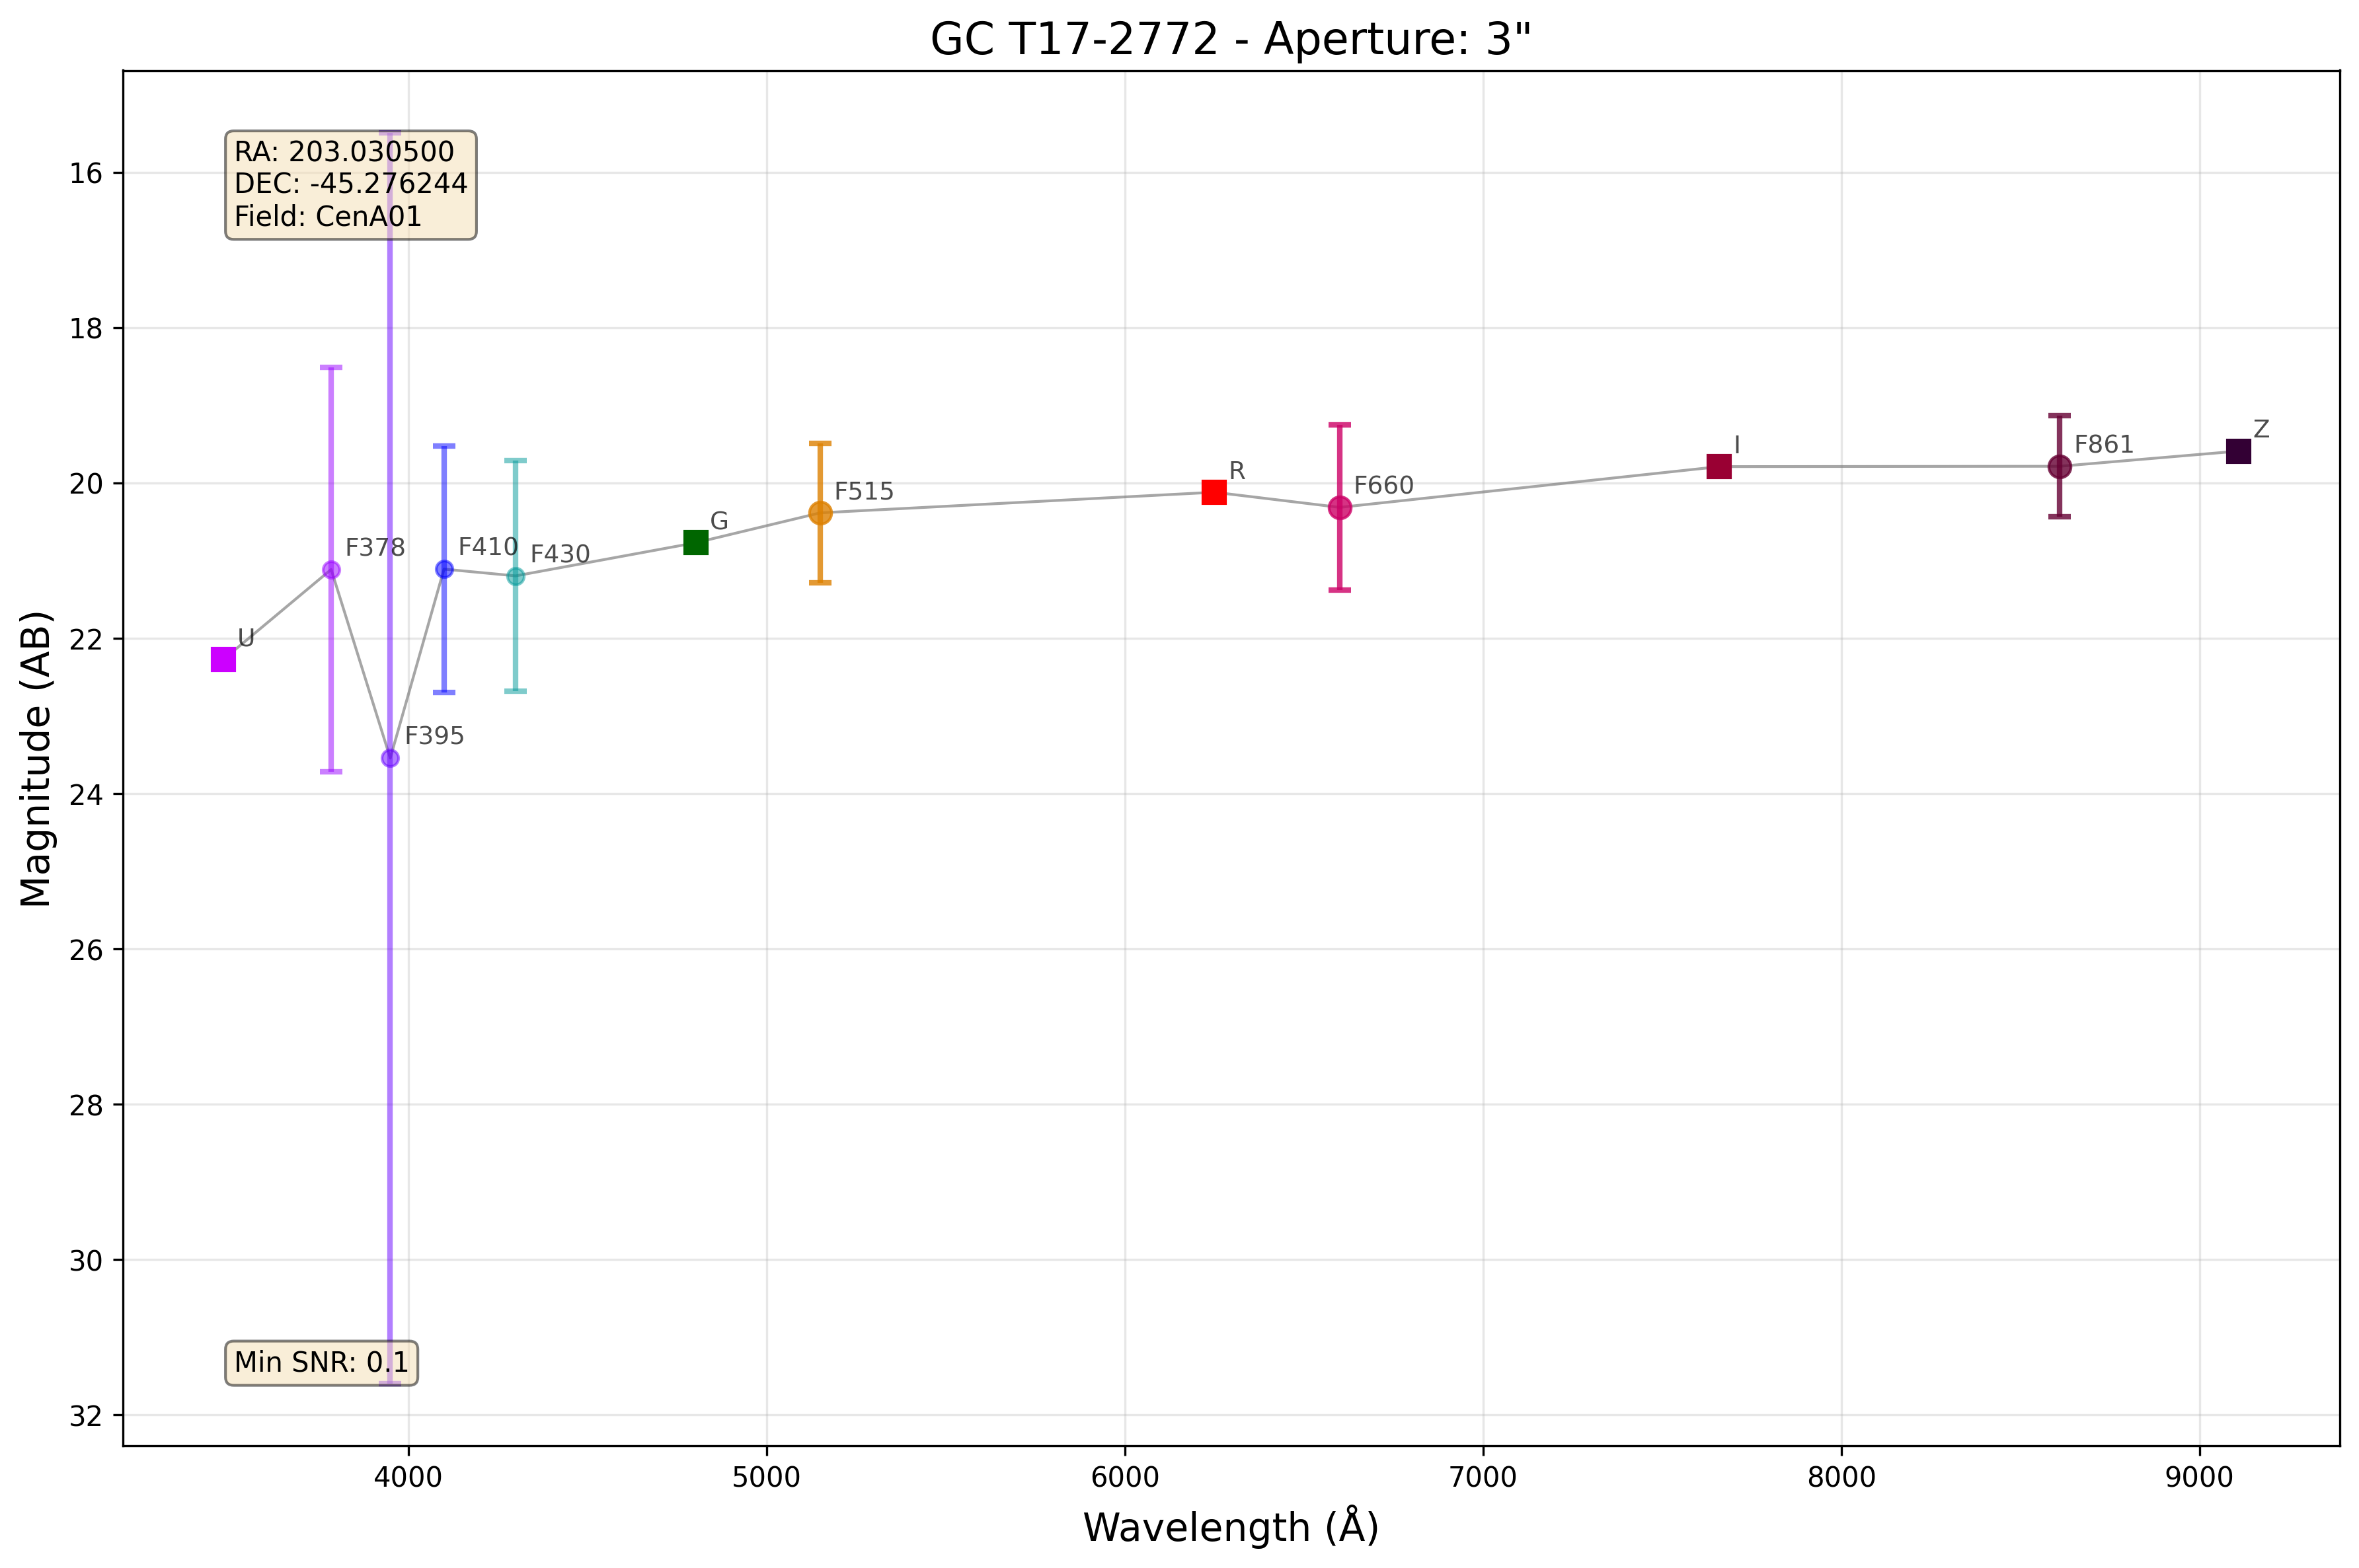 GC T17-2772 - Aperture: 3"
RA: 203.030500
DEC: -45.276244
Field: CenA01
16
18
20
22
24
26
28
30
32
Magnitude (AB)
U
F378
F395
F410
F430
G
F515
R
F660
I
F861
Z
Min SNR: 0.1
4000
5000
6000
7000
8000
9000
Wavelength (Å)